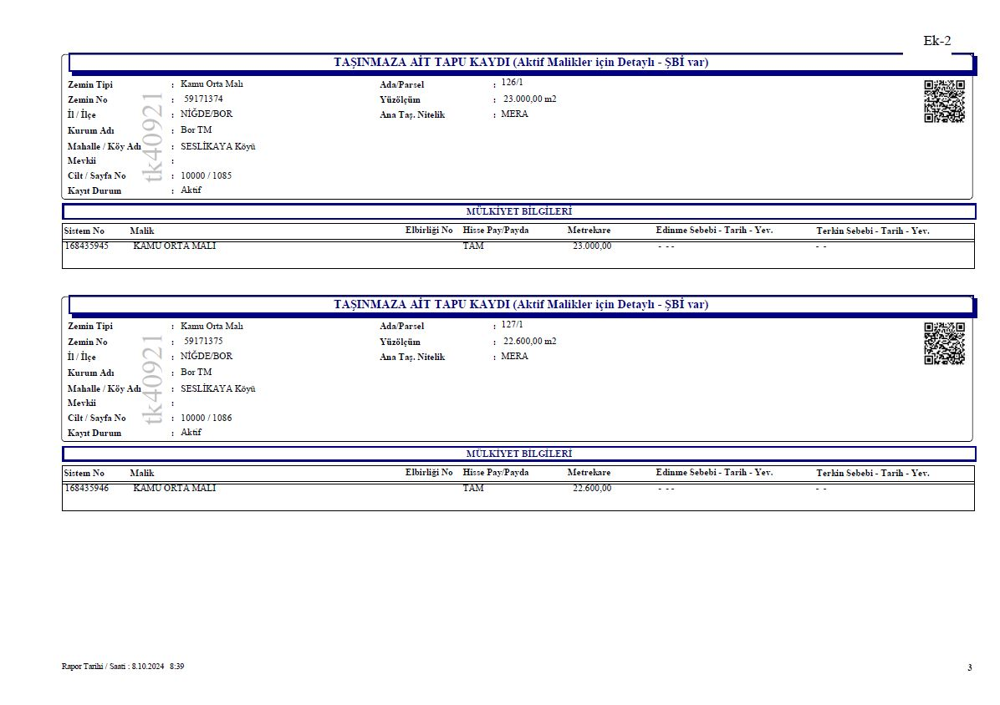 Ek-2
TAŞINMAZA AİT TAPU KAYDI (Aktif Malikler için Detaylı - ŞBİ var)
Zemin Tipi : Kamu Orta Malı Ada/Parsel : 126/1
Zemin No : 59171374 Yüzölçüm : 23.000,00 m2
İl / İlçe : NİĞDE/BOR Ana Taş. Nitelik : MERA
Kurum Adı : Bor TM
Mahalle / Köy Adı : SESLİKAYA Köyü
Mevkii :
Cilt / Sayfa No : 10000 / 1085
Kayıt Durum : Aktif
tk40921
MÜLKİYET BİLGİLERİ
Sistem No Malik Elbirliği No Hisse Pay/Payda Metrekare Edinme Sebebi - Tarih - Yev. Terkin Sebebi - Tarih - Yev.
168435945 KAMU ORTA MALI TAM 23.000,00 - - - - -
TAŞINMAZA AİT TAPU KAYDI (Aktif Malikler için Detaylı - ŞBİ var)
Zemin Tipi : Kamu Orta Malı Ada/Parsel : 127/1
Zemin No : 59171375 Yüzölçüm : 22.600,00 m2
İl / İlçe : NİĞDE/BOR Ana Taş. Nitelik : MERA
Kurum Adı : Bor TM
Mahalle / Köy Adı : SESLİKAYA Köyü
Mevkii :
Cilt / Sayfa No : 10000 / 1086
Kayıt Durum : Aktif
tk40921
MÜLKİYET BİLGİLERİ
Sistem No Malik Elbirliği No Hisse Pay/Payda Metrekare Edinme Sebebi - Tarih - Yev. Terkin Sebebi - Tarih - Yev.
168435946 KAMU ORTA MALI TAM 22.600,00 - - - - -
Rapor Tarihi / Saati : 8.10.2024 8:39 3